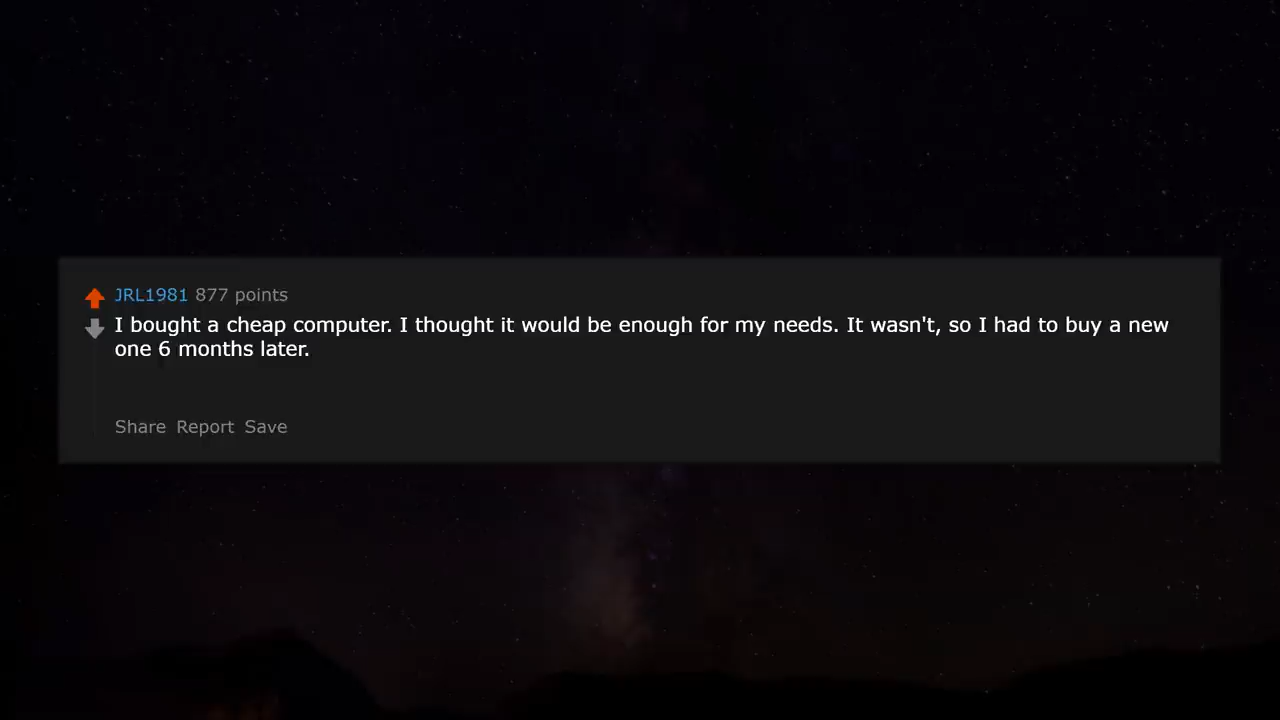 JRL1981 877 points
I bought a cheap computer. I thought it would be enough for my needs. It wasn't, so I had to buy a new
one 6 months later.
Share Report Save